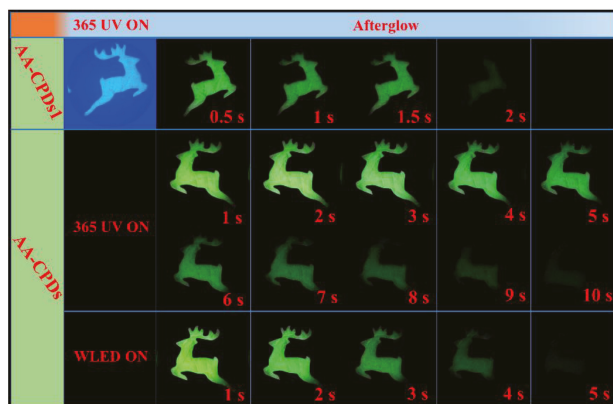 365 UV ON Afterglow
AA-CPDs1
0.5 s 1 s 1.5 s 2 s
AA-CPDs
365 UV ON
1 s 2 s 3 s 4 s 5 s
6 s 7 s 8 s 9 s 10 s
WLED ON
1 s 2 s 3 s 4 s 5 s